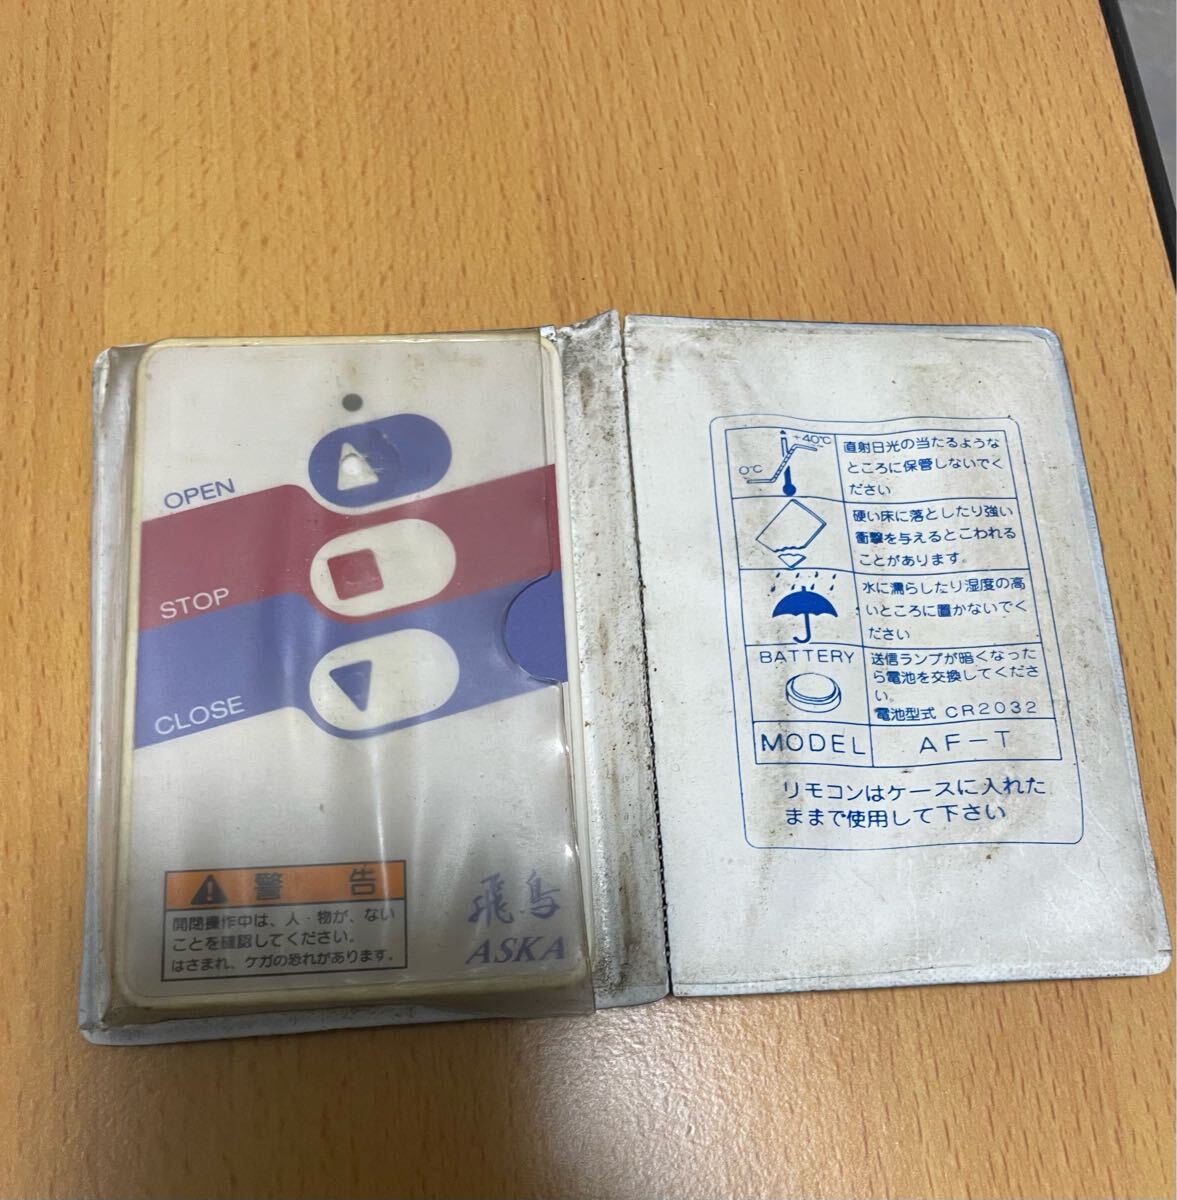 OPEN
STOP
CLOSE
警告
開閉操作中は、人・物が、ない
ことを確認してください。
はさまれ、ケガの恐れがあります。
飛鳥
ASKA
+40℃
0℃
直射日光の当たるような
ところに保管しないでく
ださい
硬い床に落としたり強い
衝撃を与えるとこわれる
ことがあります。
水に濡らしたり湿度の高
いところに置かないでく
ださい
BATTERY
送信ランプが暗くなった
ら電池を交換してくださ
い。
電池型式 CR2032
MODEL AF-T
リモコンはケースに入れた
ままで使用して下さい